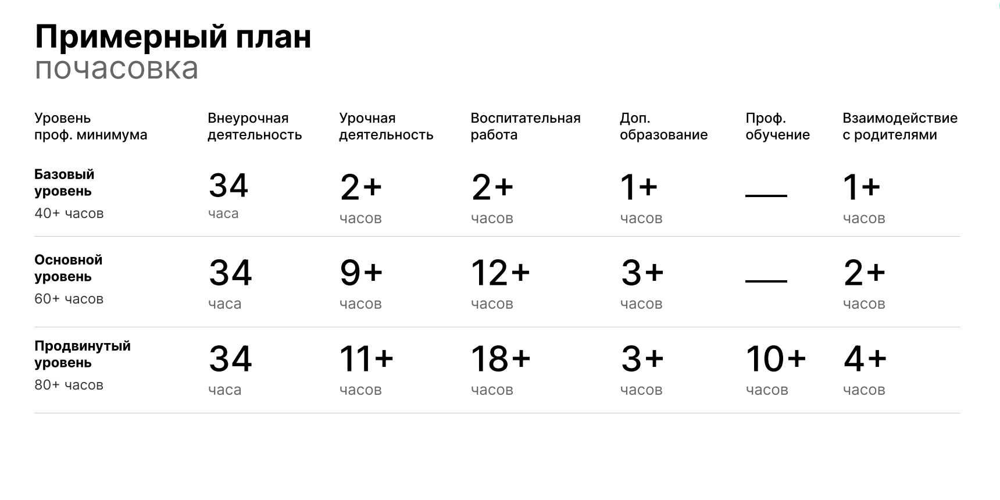 Примерный план
почасовка
Уровень
проф. минимума
Внеурочная
деятельность
Урочная
деятельность
Воспитательная
работа
Доп.
образование
Проф.
обучение
Взаимодействие
с родителями
Базовый
уровень
40+ часов
34
часа
2+
часов
2+
часов
1+
часов
—
1+
часов
Основной
уровень
60+ часов
34
часа
9+
часов
12+
часов
3+
часов
—
2+
часов
Продвинутый
уровень
80+ часов
34
часа
11+
часов
18+
часов
3+
часов
10+
часов
4+
часов